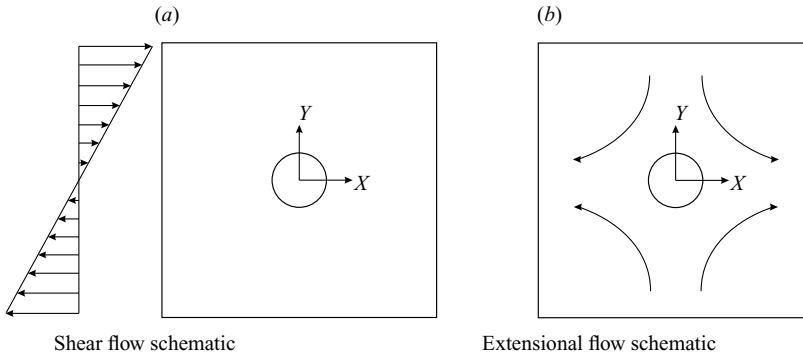 (a)
(b)
Y
X
Y
X
Shear flow schematic
Extensional flow schematic